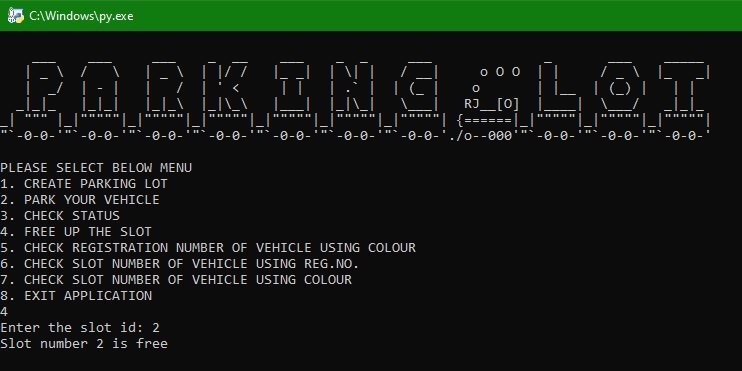 C:\Windows\py.exe
PARKING LOT
PLEASE SELECT BELOW MENU
1. CREATE PARKING LOT
2. PARK YOUR VEHICLE
3. CHECK STATUS
4. FREE UP THE SLOT
5. CHECK REGISTRATION NUMBER OF VEHICLE USING COLOUR
6. CHECK SLOT NUMBER OF VEHICLE USING REG.NO.
7. CHECK SLOT NUMBER OF VEHICLE USING COLOUR
8. EXIT APPLICATION
4
Enter the slot id: 2
Slot number 2 is free